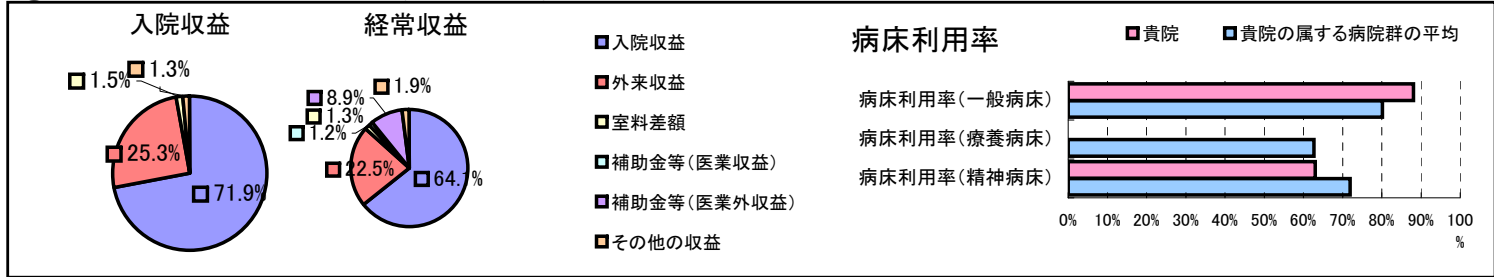 入院収益
1.5%
1.3%
25.3%
71.9%
経常収益
8.9%
1.9%
1.3%
1.2%
22.5%
64.1%
入院収益
外来収益
室料差額
補助金等(医業収益)
補助金等(医業外収益)
その他の収益
病床利用率
貴院 貴院の属する病院群の平均
病床利用率(一般病床)
病床利用率(療養病床)
病床利用率(精神病床)
0% 10% 20% 30% 40% 50% 60% 70% 80% 90% 100
%